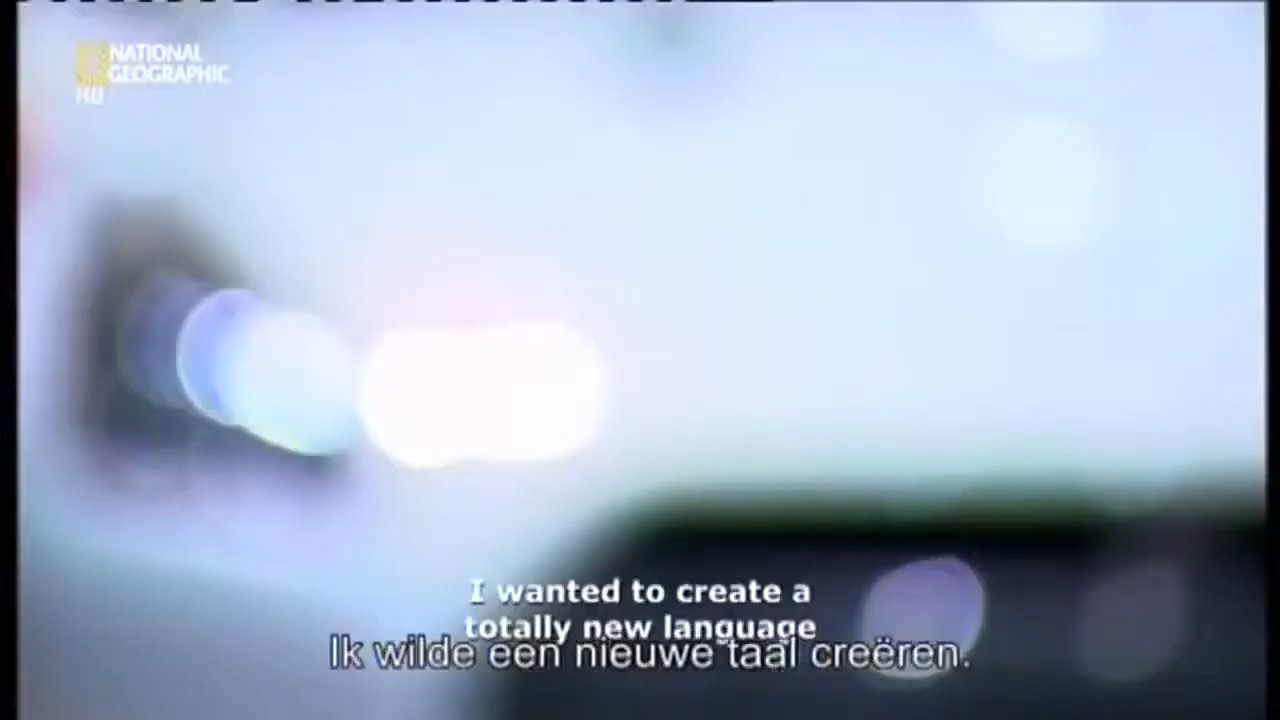 NATIONAL
GEOGRAPHIC
HD
I wanted to create a
totally new language
Ik wilde een nieuwe taal creëren.